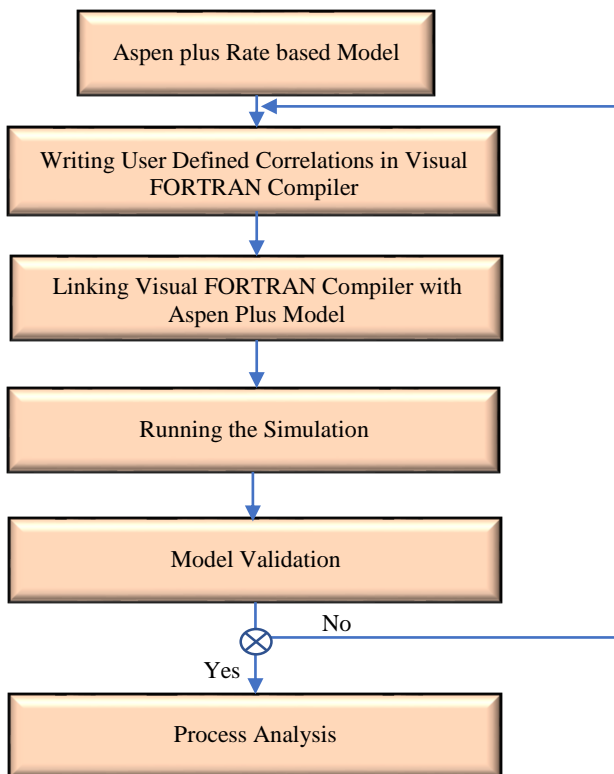 Aspen plus Rate based Model
Writing User Defined Correlations in Visual
FORTRAN Compiler
Linking Visual FORTRAN Compiler with
Aspen Plus Model
Running the Simulation
Model Validation
No
Yes
Process Analysis